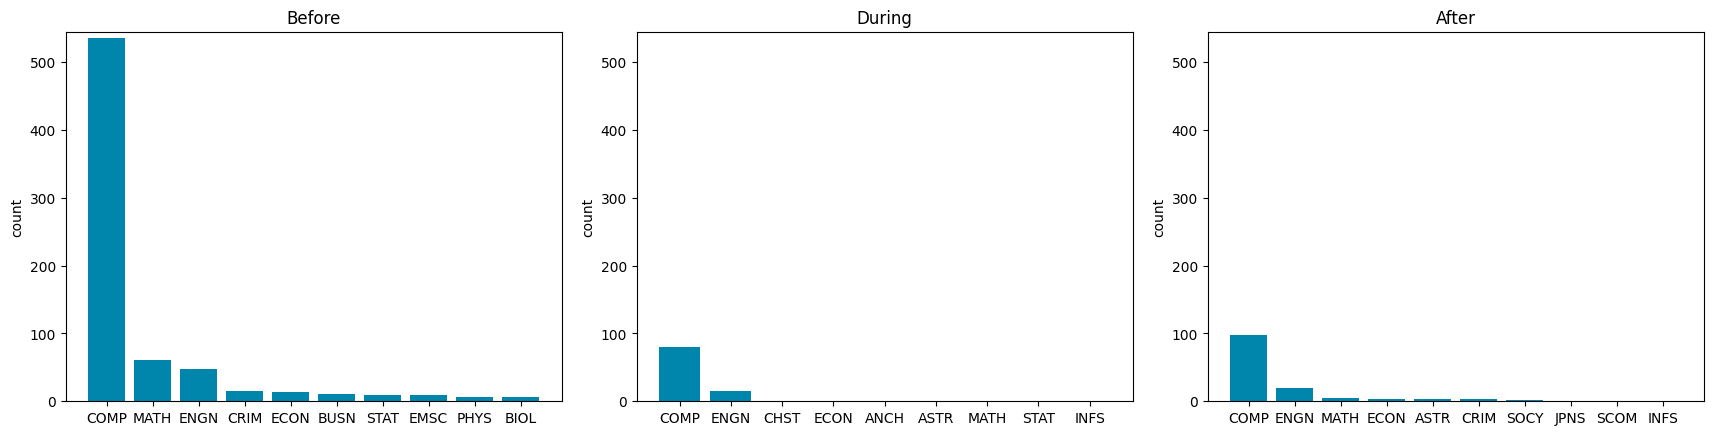 Before
During
After
500
400
300
200
100
0
count
COMP MATH ENGN CRIM ECON BUSN STAT EMSC PHYS BIOL
500
400
300
200
100
0
count
COMP ENGN CHST ECON ANCH ASTR MATH STAT INFS
500
400
300
200
100
0
count
COMP ENGN MATH ECON ASTR CRIM SOCY JPNS SCOM INFS